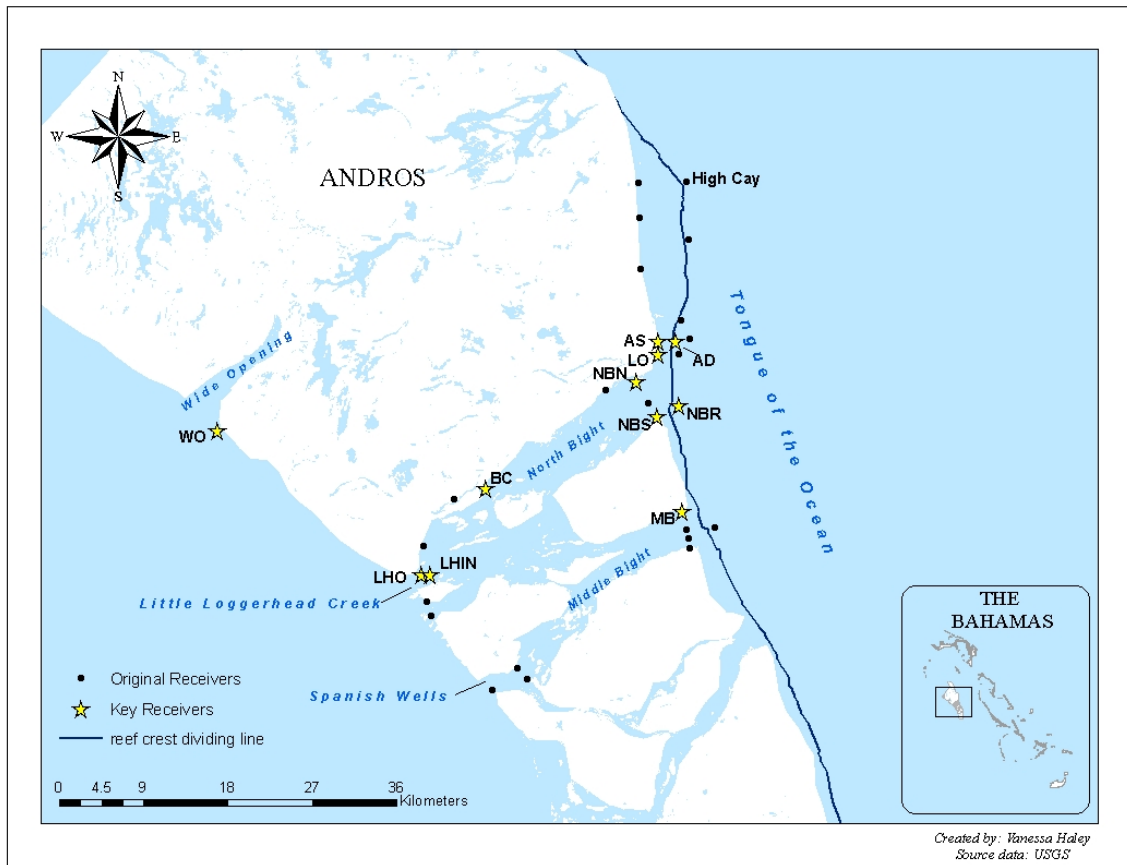 N
W E
S
ANDROS
High Cay
Tongue of the Ocean
Wide Opening
AS
LO
AD
NBN
NBR
NBS
WO
North Bight
BC
MB
LHIN
LHO
Middle Bight
Little Loggerhead Creek
Spanish Wells
THE
BAHAMAS
Original Receivers
Key Receivers
reef crest dividing line
0 4.5 9 18 27 36
Kilometers
Created by: Vanessa Haley
Source data: USGS